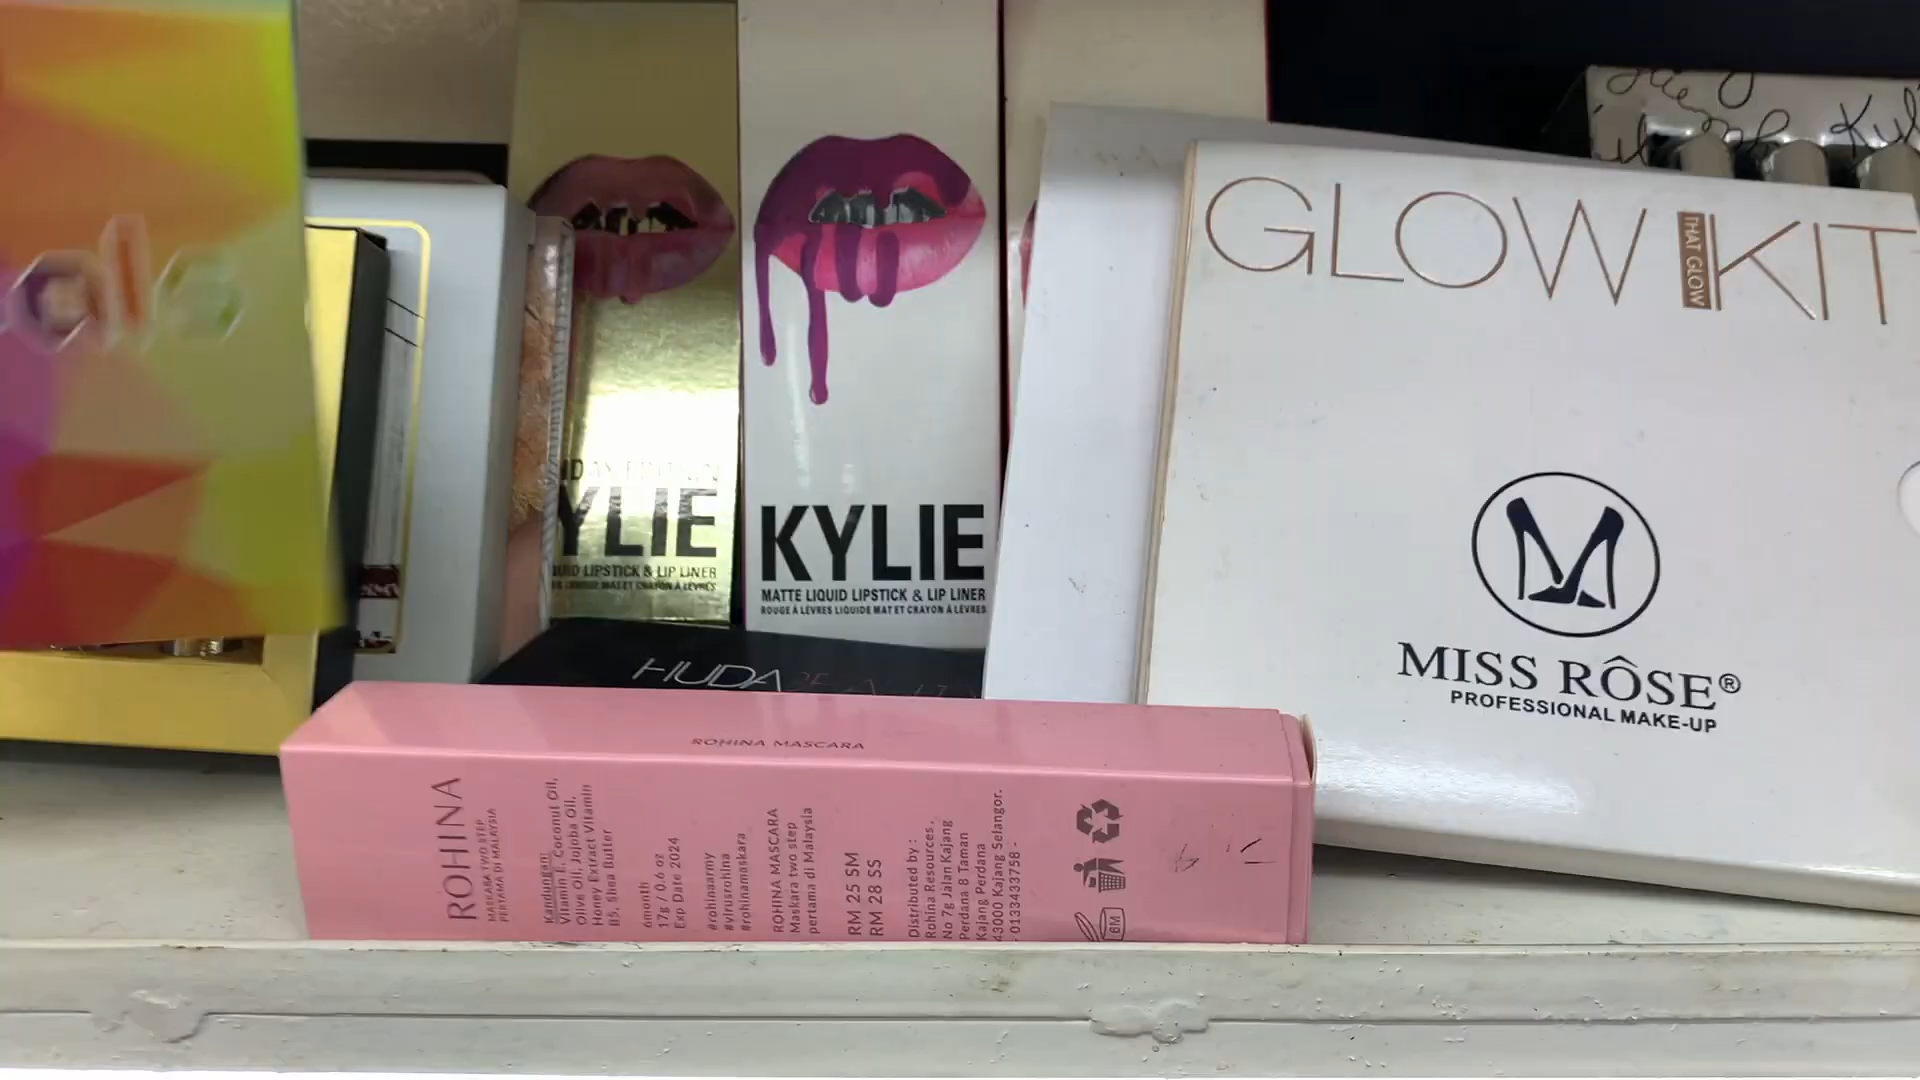 KYLIE
MATTE LIQUID LIPSTICK & LIP LINER
ROUGE À LÈVRES LIQUIDE MAT ET CRAYON À LÈVRES
YLIE
LIPSTICK & LIP LINER
GLOW KIT
THAT GLOW
MISS RÔSE®
PROFESSIONAL MAKE-UP
HUDA
ROHINA MASCARA
ROHINA
MASKARA TWO STEP
PERTAMA DI MALAYSIA
Kandungan:
Vitamin E, Coconut Oil,
Olive Oil, Jojoba Oil,
Honey Extract Vitamin
B5, Shea Butter
6month
17g / 0.6 oz
Exp Date 2024
#rohinaarmy
#virusrohina
#rohinamaskara
ROHINA MASCARA
Maskara two step
pertama di Malaysia
RM 25 SM
RM 28 SS
Distributed by :
Rohina Resources,
No 7g Jalan Kajang
Perdana 8 Taman
Kajang Perdana
43000 Kajang Selangor.
- 0133433758 -
6M